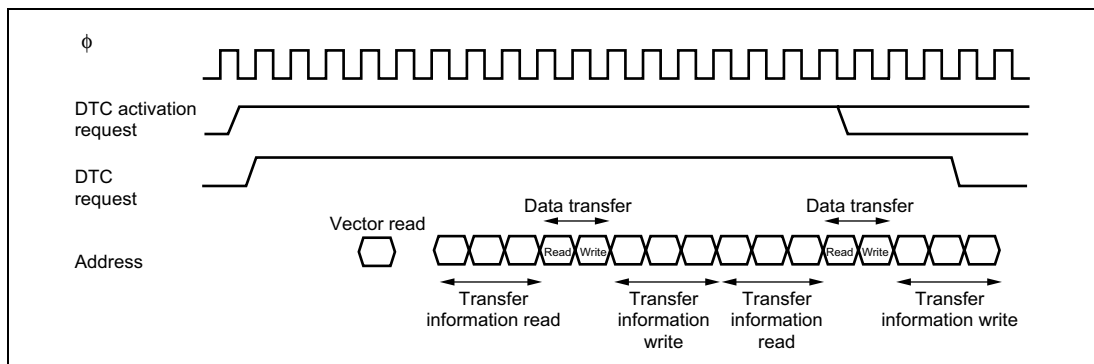 ϕ
DTC activation
request
DTC
request
Data transfer
Data transfer
Vector read
Read
Write
Read
Write
Address
Transfer
information read
Transfer
information
write
Transfer
information
read
Transfer
information write